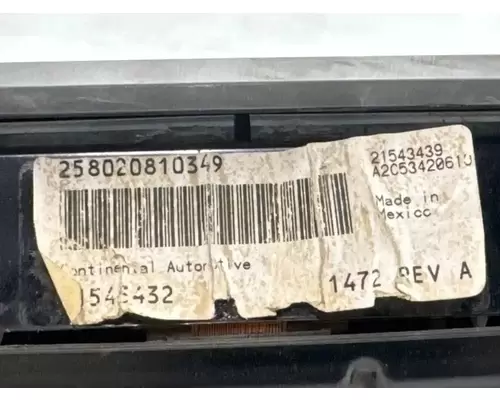 258020810349
21543439
A2C53420610
Made in
Mexico
Continental Automotive
1472 REV A